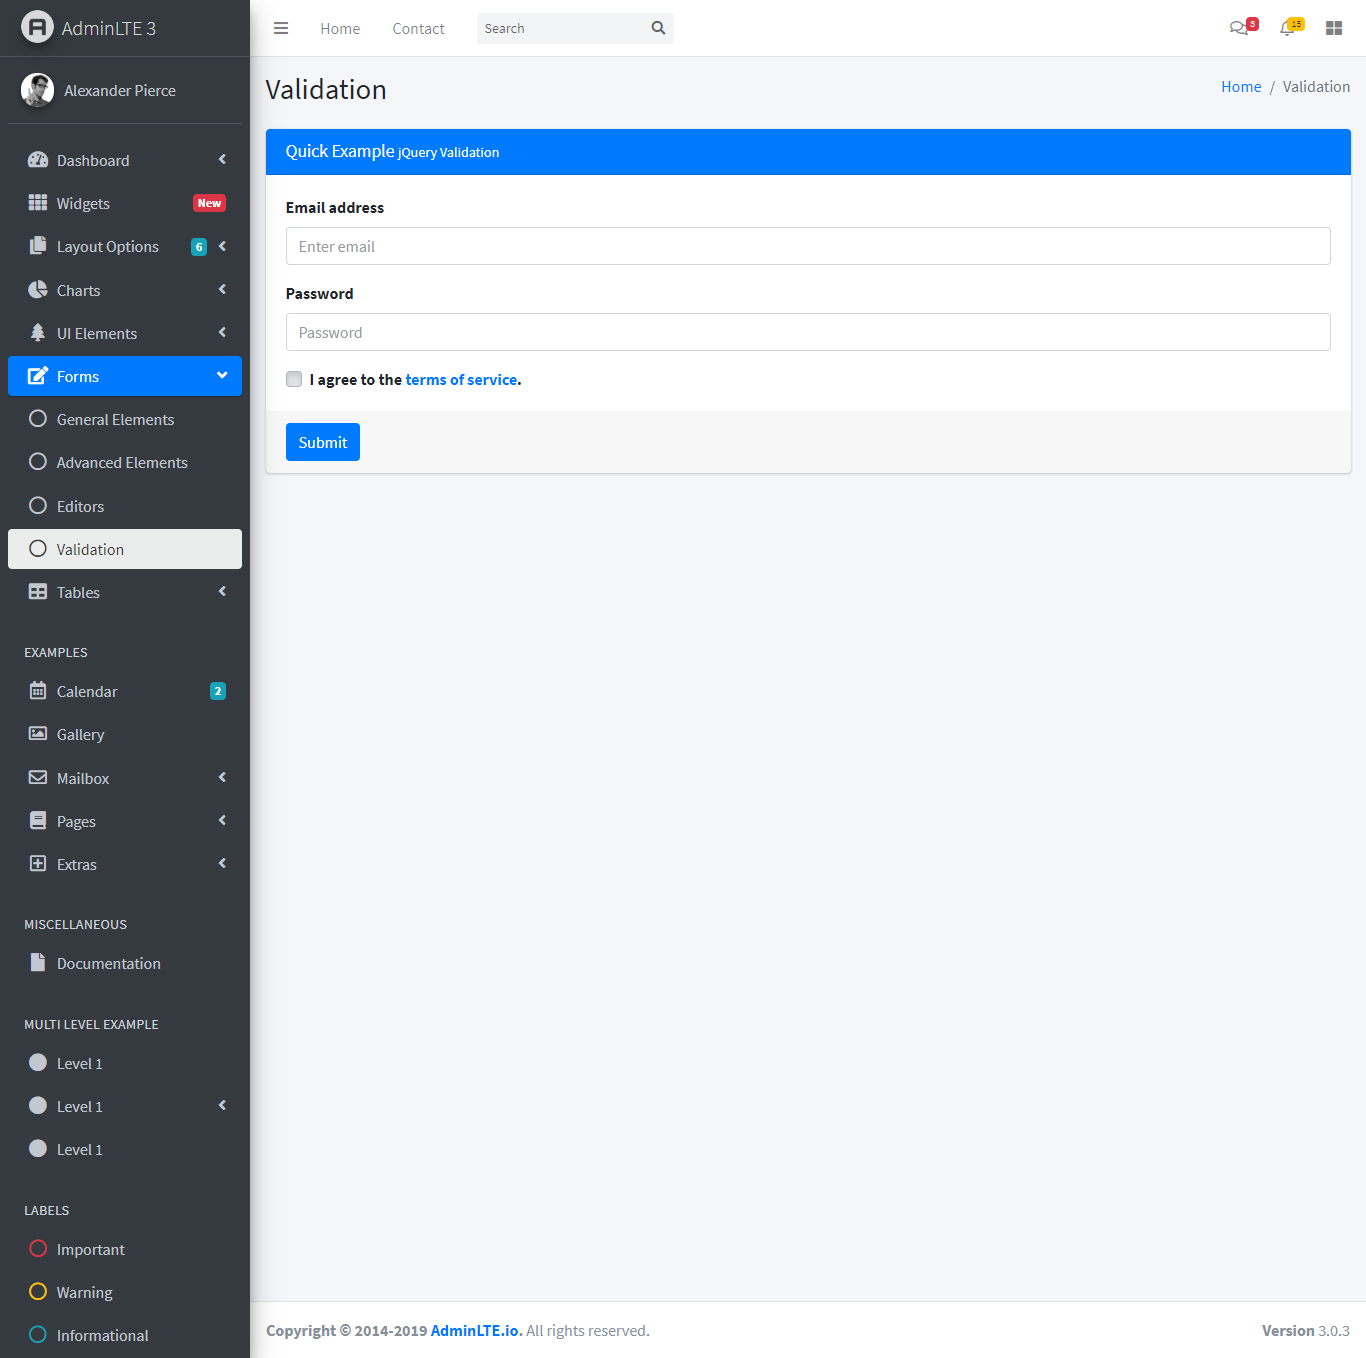 AdminLTE 3
Alexander Pierce
Dashboard
Widgets New
Layout Options 6
Charts
UI Elements
Forms
General Elements
Advanced Elements
Editors
Validation
Tables
EXAMPLES
Calendar 2
Gallery
Mailbox
Pages
Extras
MISCELLANEOUS
Documentation
MULTI LEVEL EXAMPLE
Level 1
Level 1
Level 1
LABELS
Important
Warning
Informational
Home Contact Search 3 15
Validation
Home / Validation
Quick Example jQuery Validation
Email address
Enter email
Password
Password
I agree to the terms of service.
Submit
Copyright © 2014-2019 AdminLTE.io. All rights reserved.
Version 3.0.3